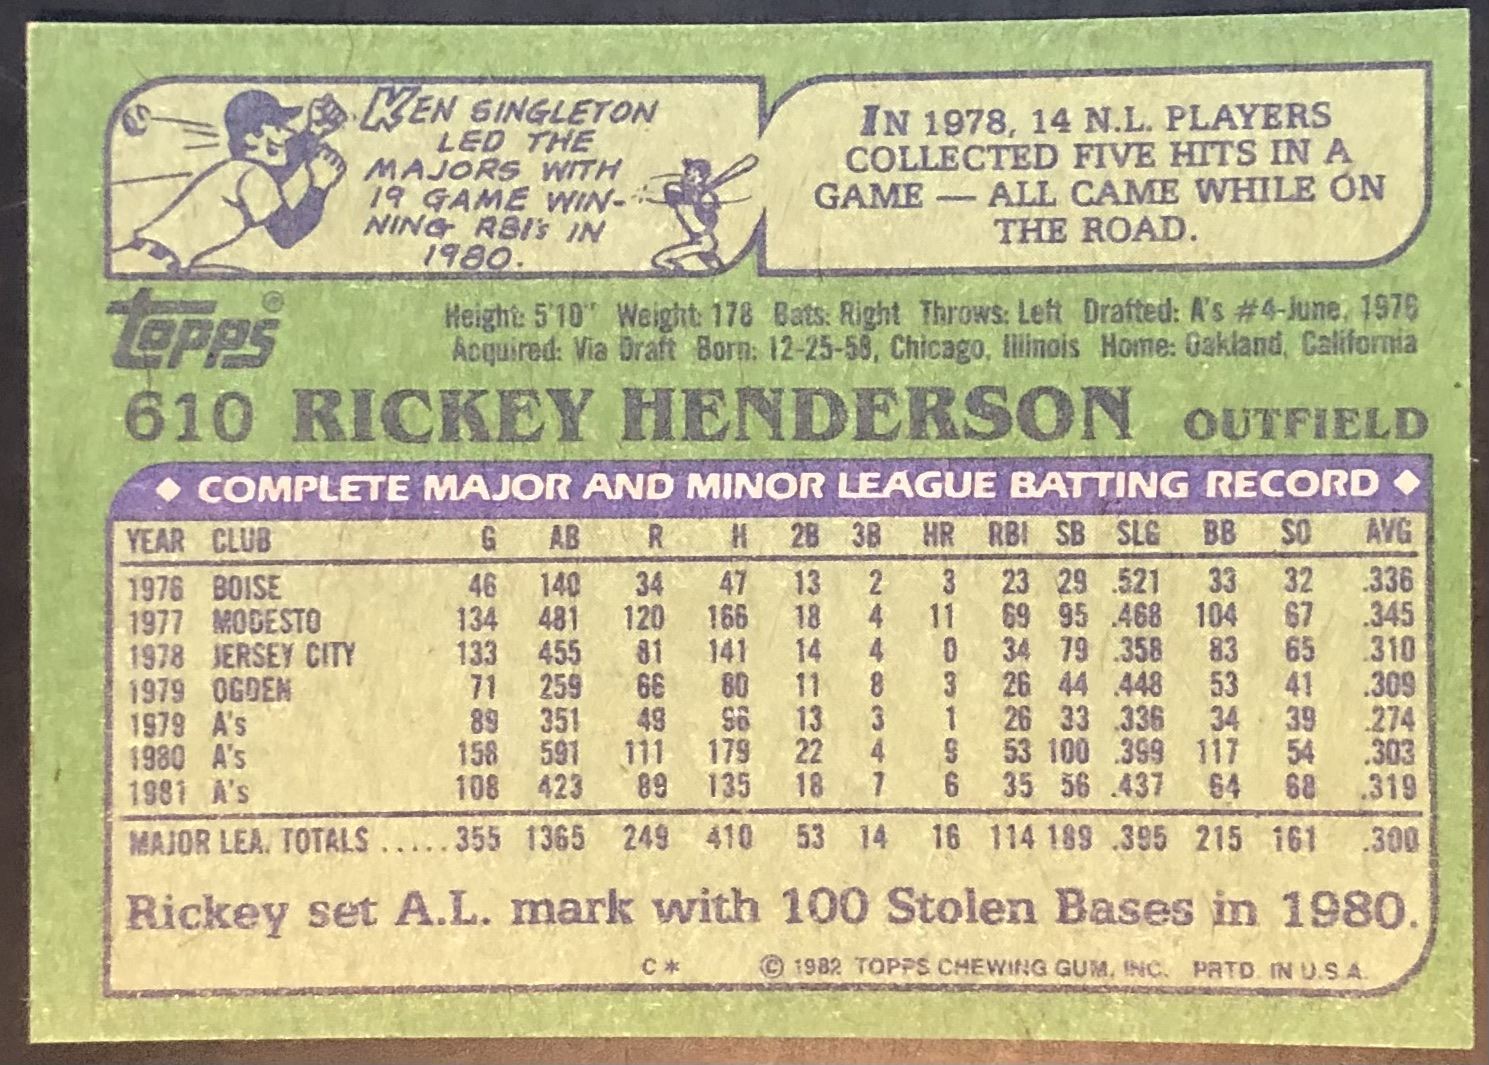 KEN SINGLETON
LED THE
MAJORS WITH
19 GAME WIN-
NING RBI's IN
1980.
IN 1978, 14 N.L. PLAYERS
COLLECTED FIVE HITS IN A
GAME — ALL CAME WHILE ON
THE ROAD.
topps®
Height: 5'10" Weight: 178 Bats: Right Throws: Left Drafted: A's #4-June, 1976
Acquired: Via Draft Born: 12-25-58, Chicago, Illinois Home: Oakland, California
610 RICKEY HENDERSON OUTFIELD
◆ COMPLETE MAJOR AND MINOR LEAGUE BATTING RECORD ◆
YEAR CLUB G AB R H 2B 3B HR RBI SB SLG BB SO AVG
1976 BOISE 46 140 34 47 13 2 3 23 29 .521 33 32 .336
1977 MODESTO 134 481 120 166 18 4 11 69 95 .468 104 67 .345
1978 JERSEY CITY 133 455 81 141 14 4 0 34 79 .358 83 65 .310
1979 OGDEN 71 259 66 80 11 8 3 26 44 .448 53 41 .309
1979 A's 89 351 49 96 13 3 1 26 33 .336 34 39 .274
1980 A's 158 591 111 179 22 4 9 53 100 .399 117 54 .303
1981 A's 108 423 89 135 18 7 6 35 56 .437 64 68 .319
MAJOR LEA. TOTALS ..... 355 1365 249 410 53 14 16 114 189 .395 215 161 .300
Rickey set A.L. mark with 100 Stolen Bases in 1980.
C* © 1982 TOPPS CHEWING GUM, INC. PRTD. IN U.S.A.